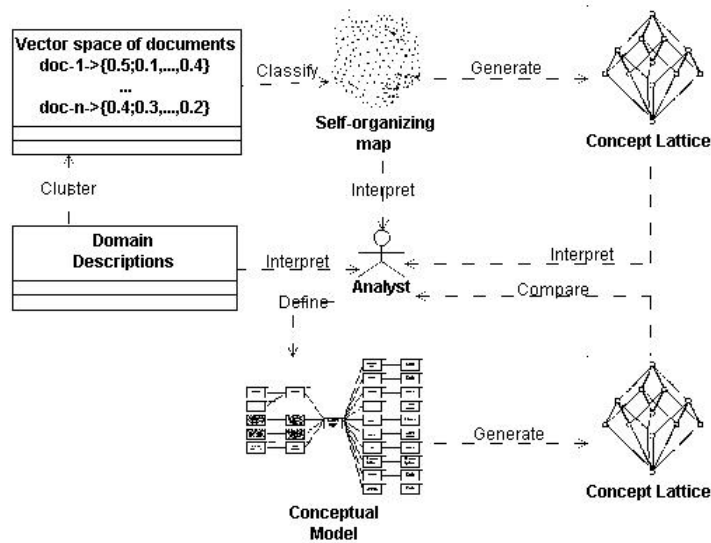 Vector space of documents
doc-1->{0.5;0.1,...,0.4}
...
doc-n->{0.4;0.3,...,0.2}
Classify
Self-organizing
map
Generate
Concept Lattice
Cluster
Interpret
Domain
Descriptions
Interpret
Analyst
Interpret
Compare
Define
Generate
Conceptual
Model
Concept Lattice